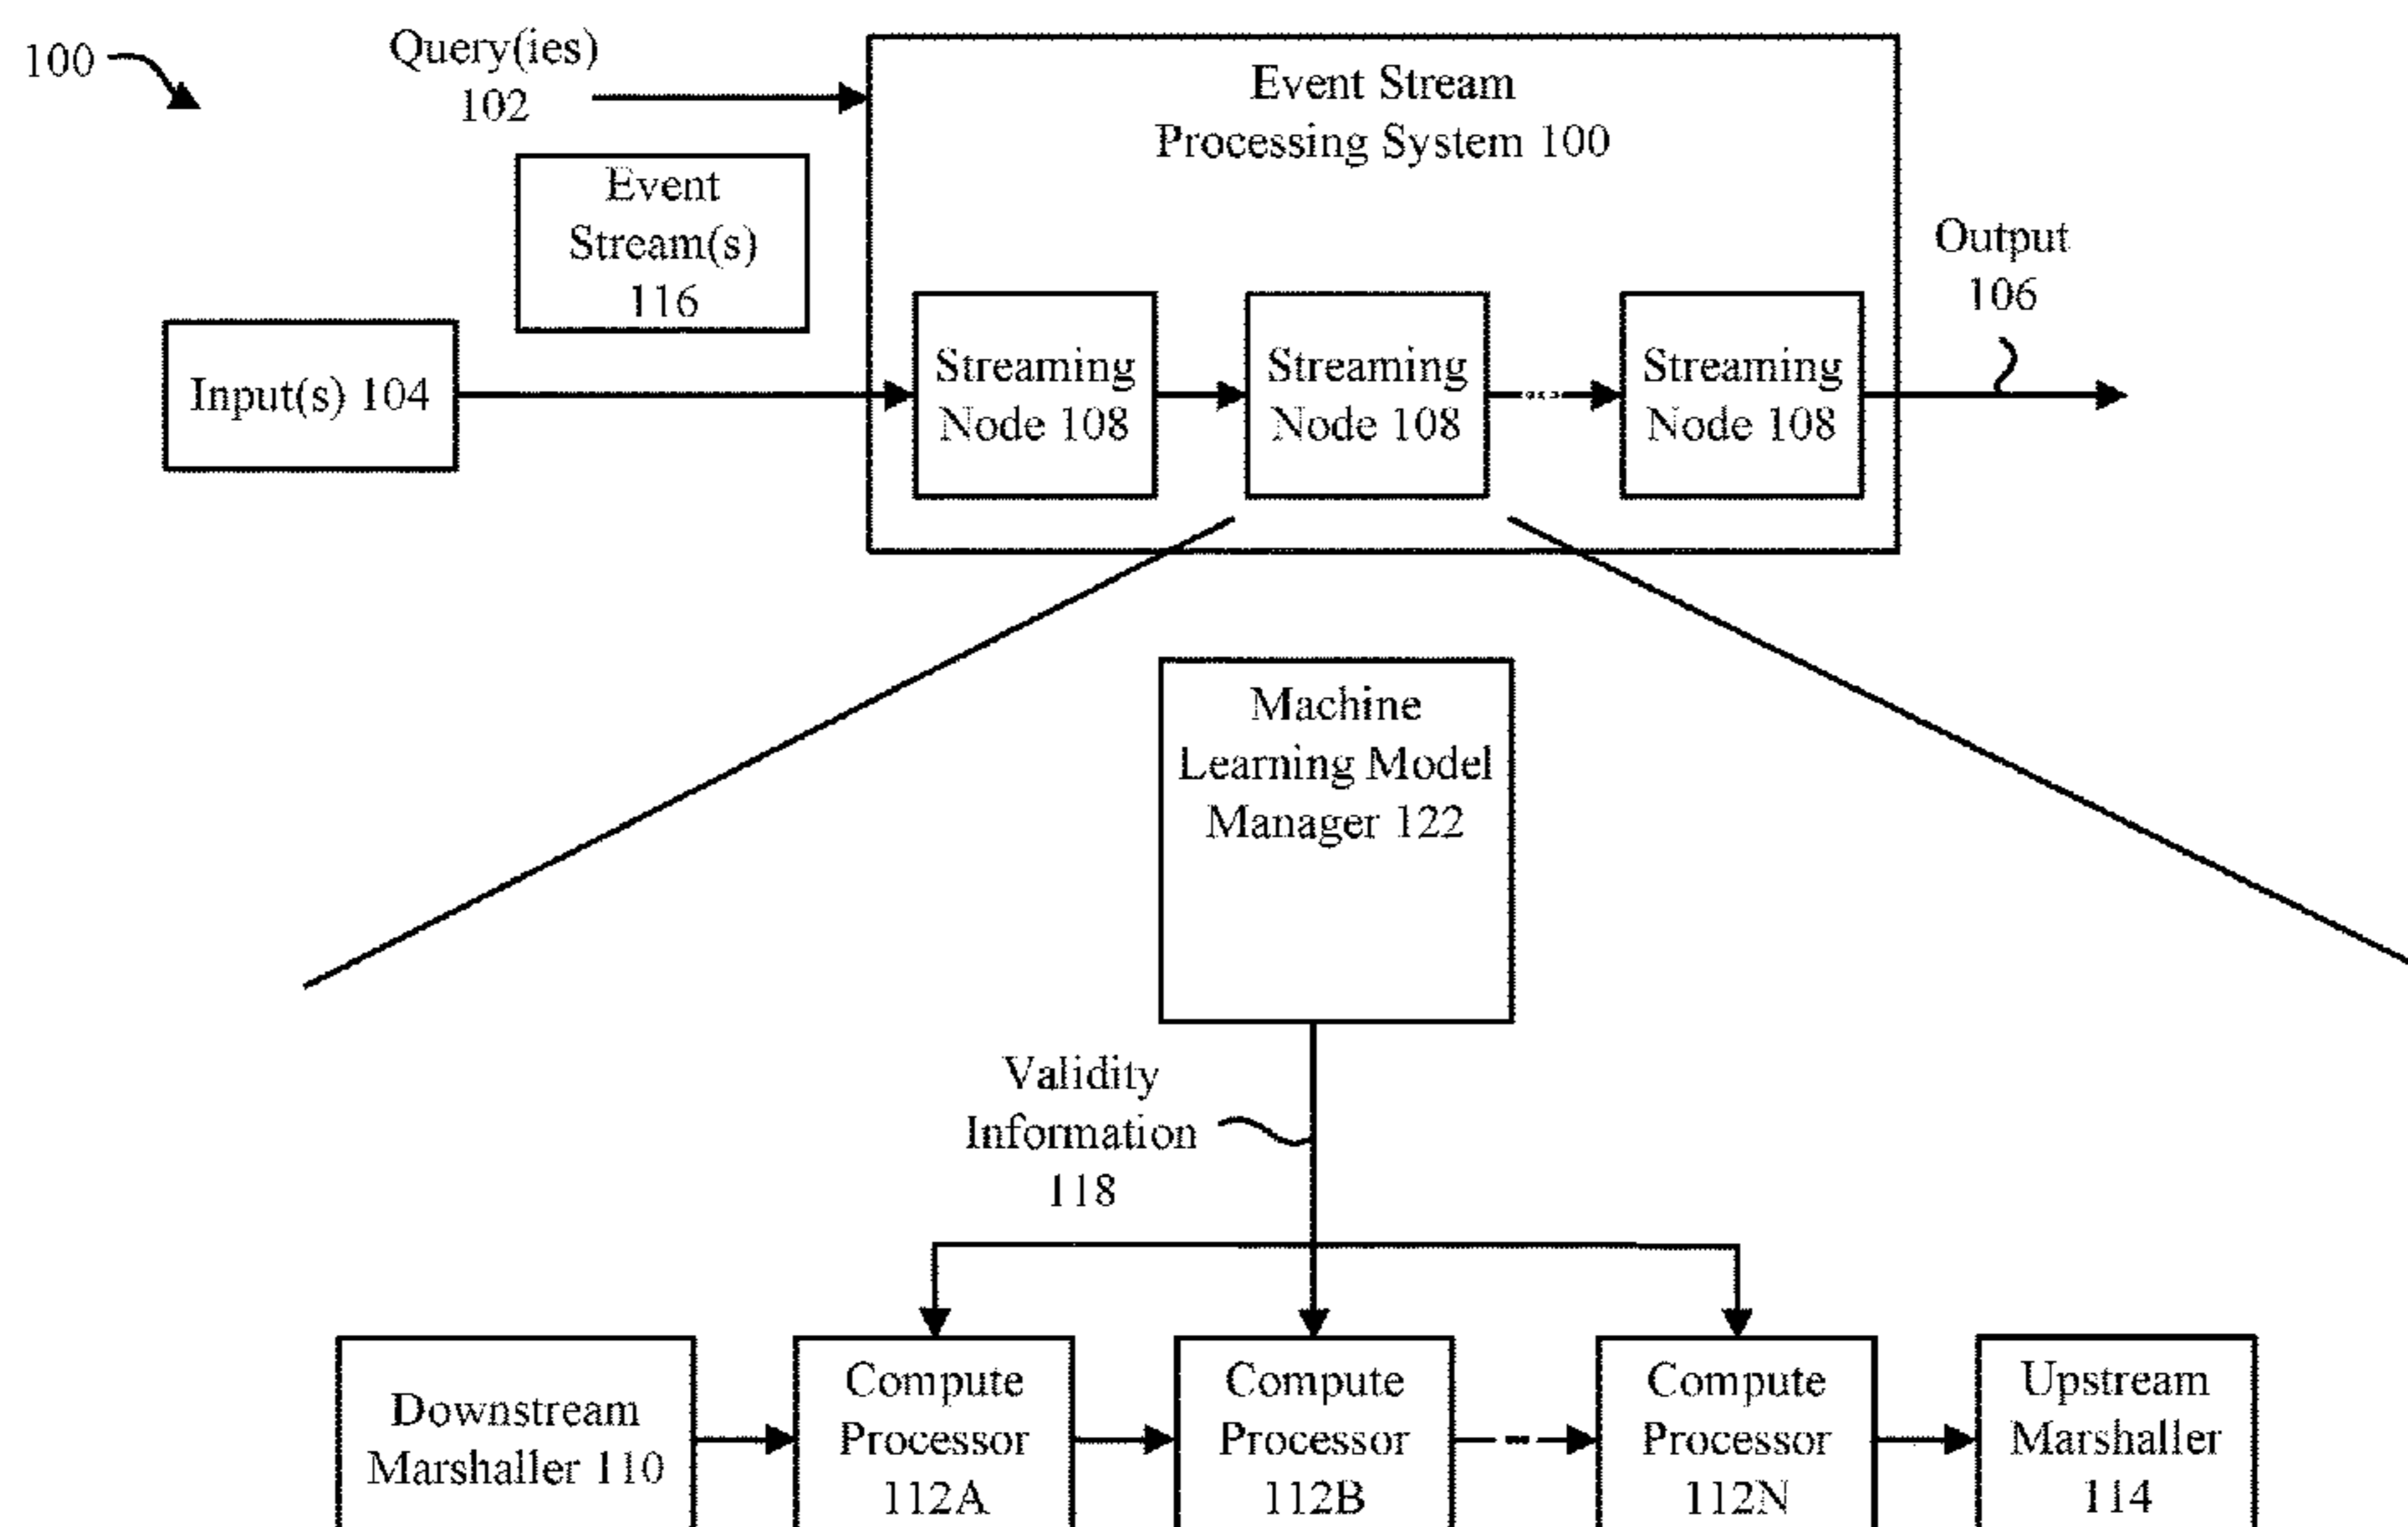 100
Query(ies)
102
Event Stream
Processing System 100
Event
Stream(s)
116
Output
106
Input(s) 104
Streaming
Node 108
Streaming
Node 108
Streaming
Node 108
Machine
Learning Model
Manager 122
Validity
Information
118
Downstream
Marshaller 110
Compute
Processor
112A
Compute
Processor
112B
Compute
Processor
112N
Upstream
Marshaller
114